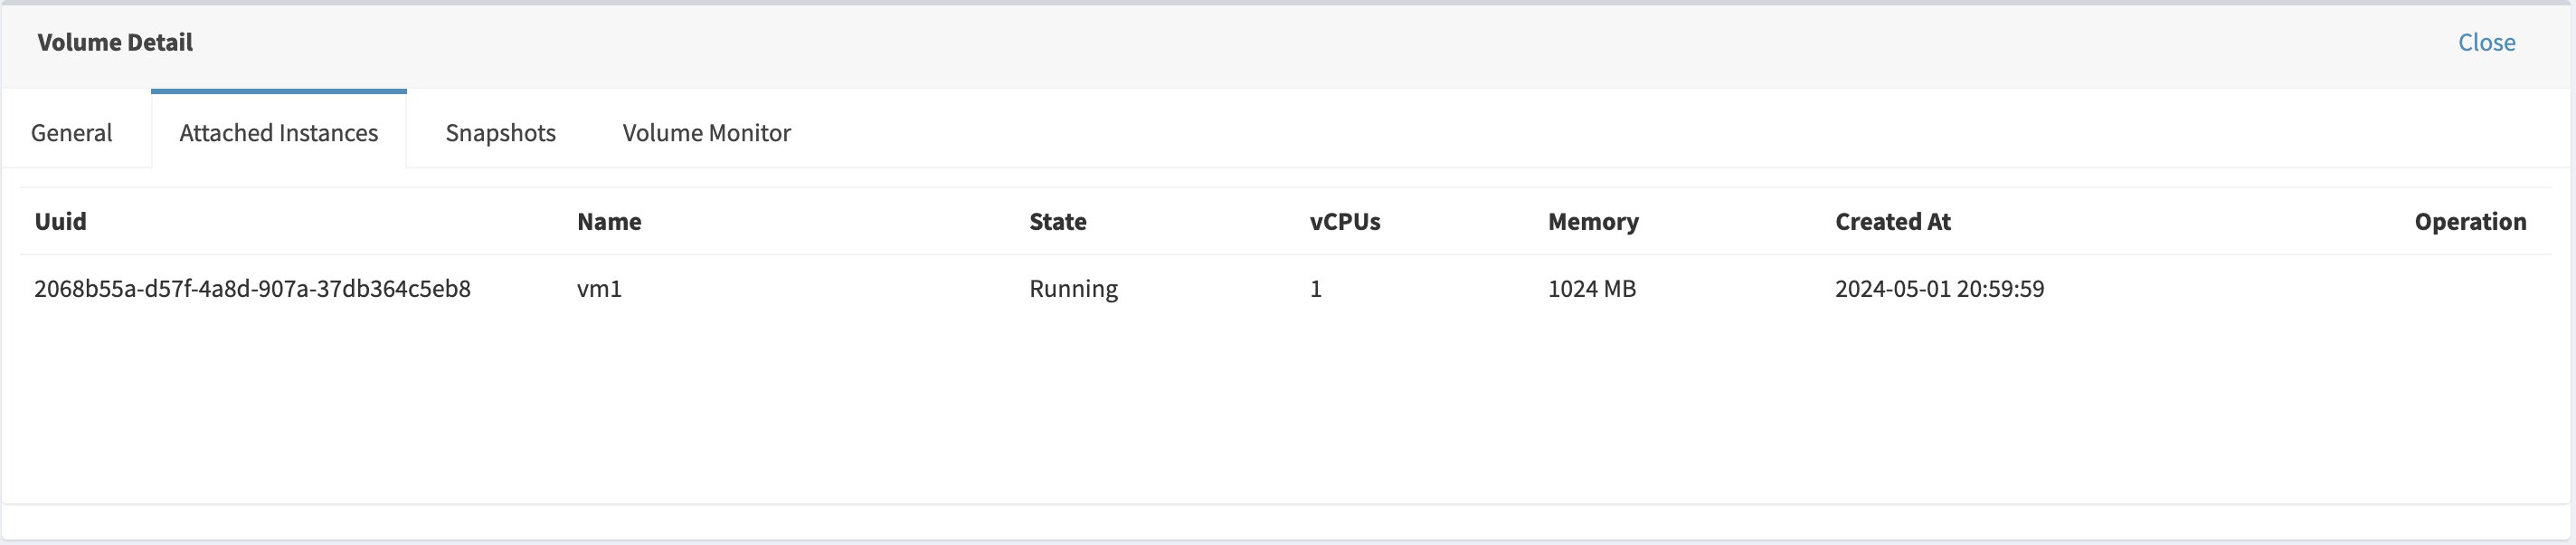 Volume Detail Close
General Attached Instances Snapshots Volume Monitor
Uuid Name State vCPUs Memory Created At Operation
2068b55a-d57f-4a8d-907a-37db364c5eb8 vm1 Running 1 1024 MB 2024-05-01 20:59:59